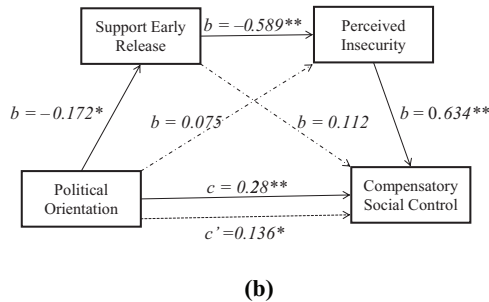 Support Early
Release
b = –0.589**
Perceived
Insecurity
b = –0.172*
b = 0.075
b = 0.112
b = 0.634**
Political
Orientation
c = 0.28**
c' =0.136*
Compensatory
Social Control
(b)